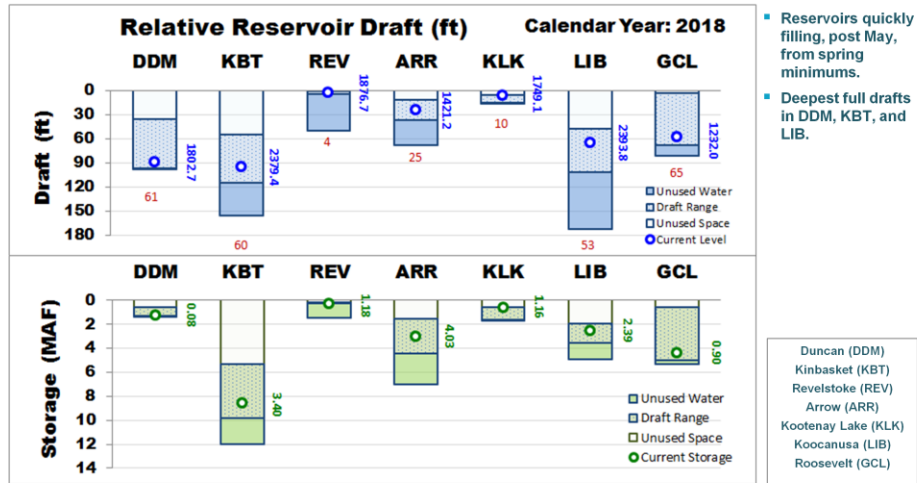 Relative Reservoir Draft (ft) Calendar Year: 2018
DDM KBT REV ARR KLK LIB GCL
Draft (ft)
0
30
60
90
120
150
180
1802.7
2379.4
1876.7
1421.2
1749.1
2393.8
1232.0
61
60
4
25
10
53
65
Unused Water
Draft Range
Unused Space
Current Level
DDM KBT REV ARR KLK LIB GCL
Storage (MAF)
0
2
4
6
8
10
12
14
0.08
3.40
1.18
4.03
1.16
2.39
0.90
Unused Water
Draft Range
Unused Space
Current Storage
▪ Reservoirs quickly
filling, post May,
from spring
minimums.
▪ Deepest full drafts
in DDM, KBT, and
LIB.
Duncan (DDM)
Kinbasket (KBT)
Revelstoke (REV)
Arrow (ARR)
Kootenay Lake (KLK)
Koocanusa (LIB)
Roosevelt (GCL)